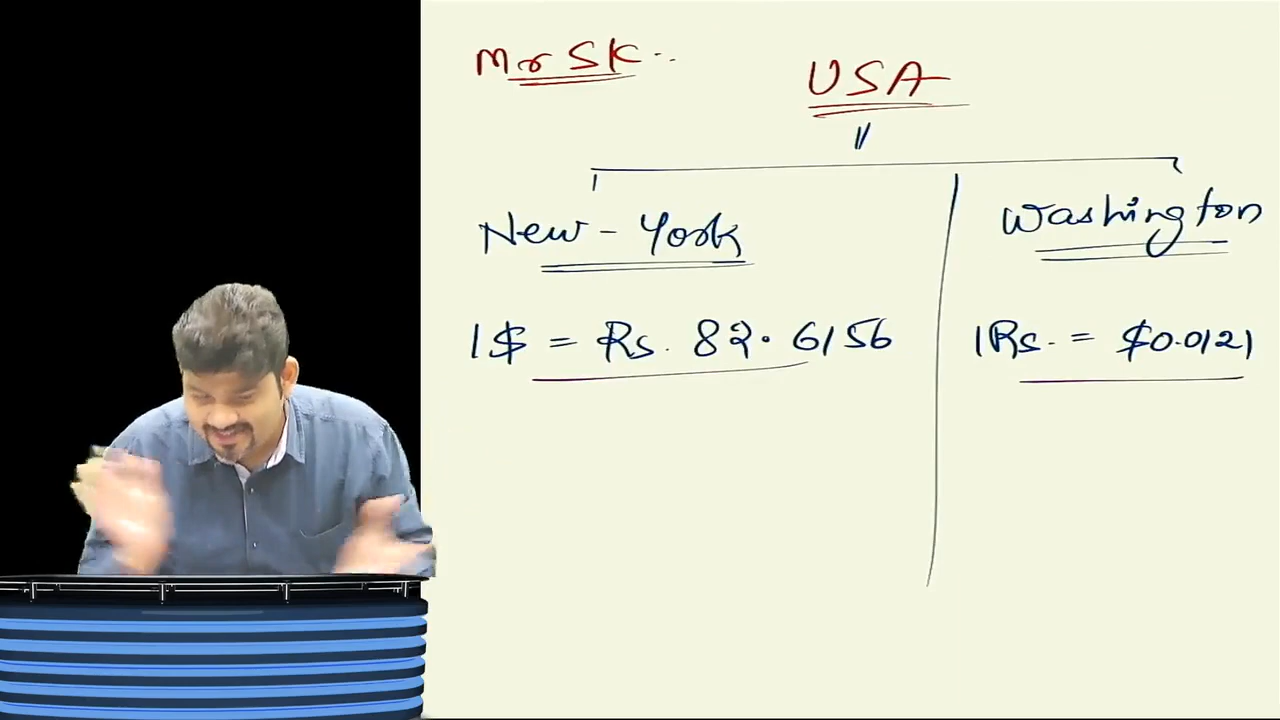 Mr SK..
USA
New-York
Washington
1$ = Rs. 82.6156
1Rs. = $0.0121